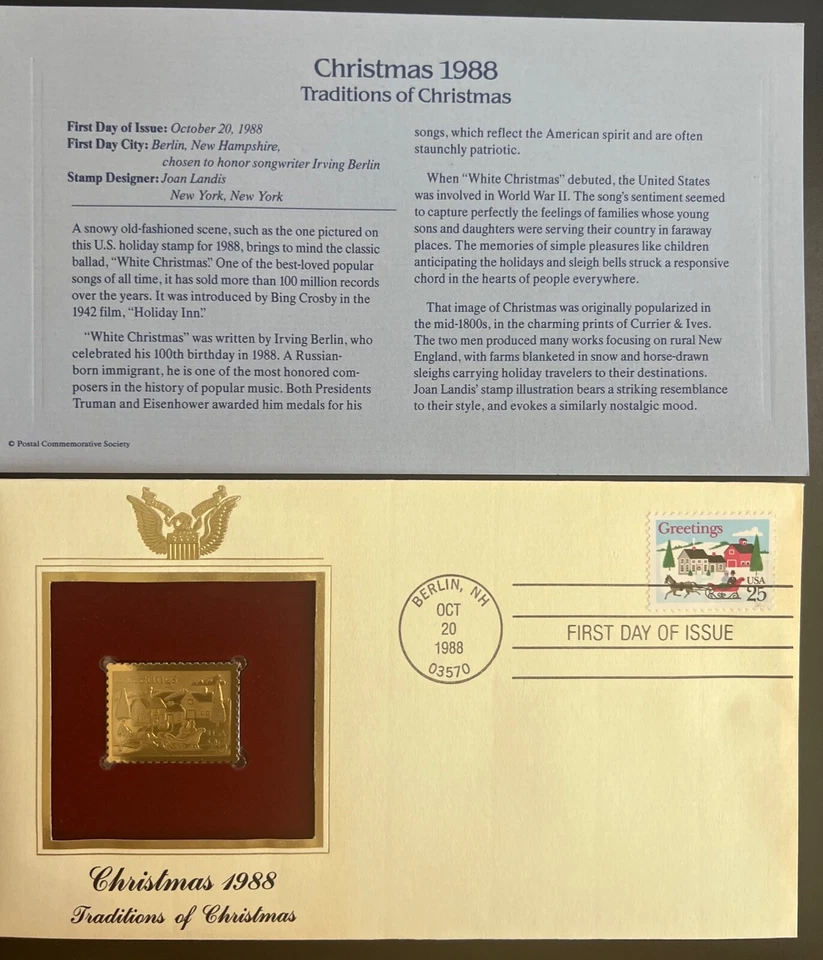 Christmas 1988
Traditions of Christmas
First Day of Issue: October 20, 1988
First Day City: Berlin, New Hampshire,
chosen to honor songwriter Irving Berlin
Stamp Designer: Joan Landis
New York, New York
A snowy old-fashioned scene, such as the one pictured on
this U.S. holiday stamp for 1988, brings to mind the classic
ballad, “White Christmas.” One of the best-loved popular
songs of all time, it has sold more than 100 million records
over the years. It was introduced by Bing Crosby in the
1942 film, “Holiday Inn.”
“White Christmas” was written by Irving Berlin, who
celebrated his 100th birthday in 1988. A Russian-
born immigrant, he is one of the most honored com-
posers in the history of popular music. Both Presidents
Truman and Eisenhower awarded him medals for his
songs, which reflect the American spirit and are often
staunchly patriotic.
When “White Christmas” debuted, the United States
was involved in World War II. The song’s sentiment seemed
to capture perfectly the feelings of families whose young
sons and daughters were serving their country in faraway
places. The memories of simple pleasures like children
anticipating the holidays and sleigh bells struck a responsive
chord in the hearts of people everywhere.
That image of Christmas was originally popularized in
the mid-1800s, in the charming prints of Currier & Ives.
The two men produced many works focusing on rural New
England, with farms blanketed in snow and horse-drawn
sleighs carrying holiday travelers to their destinations.
Joan Landis’ stamp illustration bears a striking resemblance
to their style, and evokes a similarly nostalgic mood.
© Postal Commemorative Society
Greetings
USA
25
BERLIN, NH
OCT
20
1988
03570
FIRST DAY OF ISSUE
Christmas 1988
Traditions of Christmas